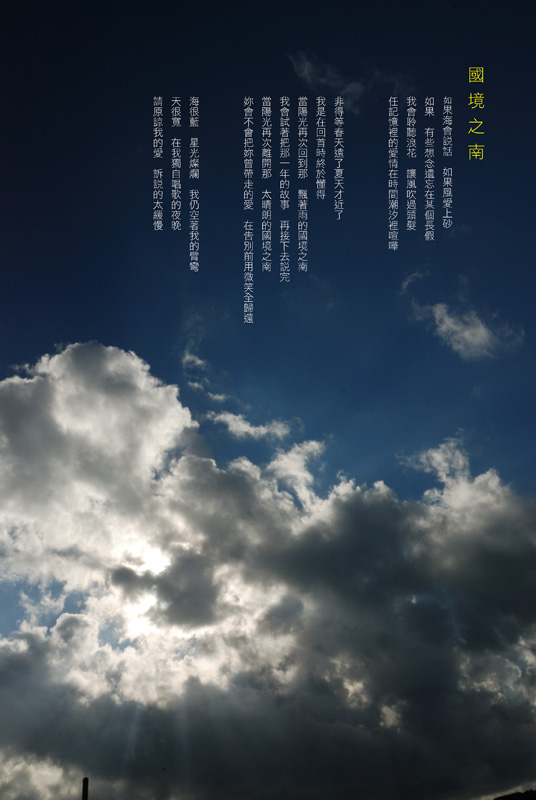 國境之南
如果海會說話　如果風愛上砂
如果　有些想念遺忘在某個長假
我會聆聽浪花　讓風吹過頭髮
任記憶裡的愛情在時間潮汐裡喧嘩
非得等春天遠了夏天才近了
我是在回首時終於懂得
當陽光再次回到那　飄著雨的國境之南
我會試著把那一年的故事　再接下去說完
當陽光再次離開那　太晴朗的國境之南
妳會不會把妳曾帶走的愛　在告別前用微笑全歸還
海很藍　星光燦爛　我仍空著我的臂彎
天很寬　在我獨自唱歌的夜晚
請原諒我的愛　訴說的太緩慢